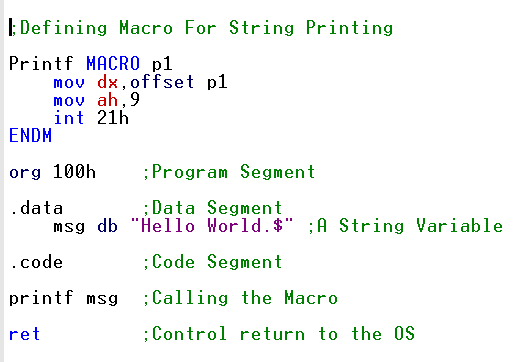 ;Defining Macro For String Printing
Printf MACRO p1
mov dx,offset p1
mov ah,9
int 21h
ENDM
org 100h ;Program Segment
.data ;Data Segment
msg db "Hello World.$" ;A String Variable
.code ;Code Segment
printf msg ;Calling the Macro
ret ;Control return to the OS